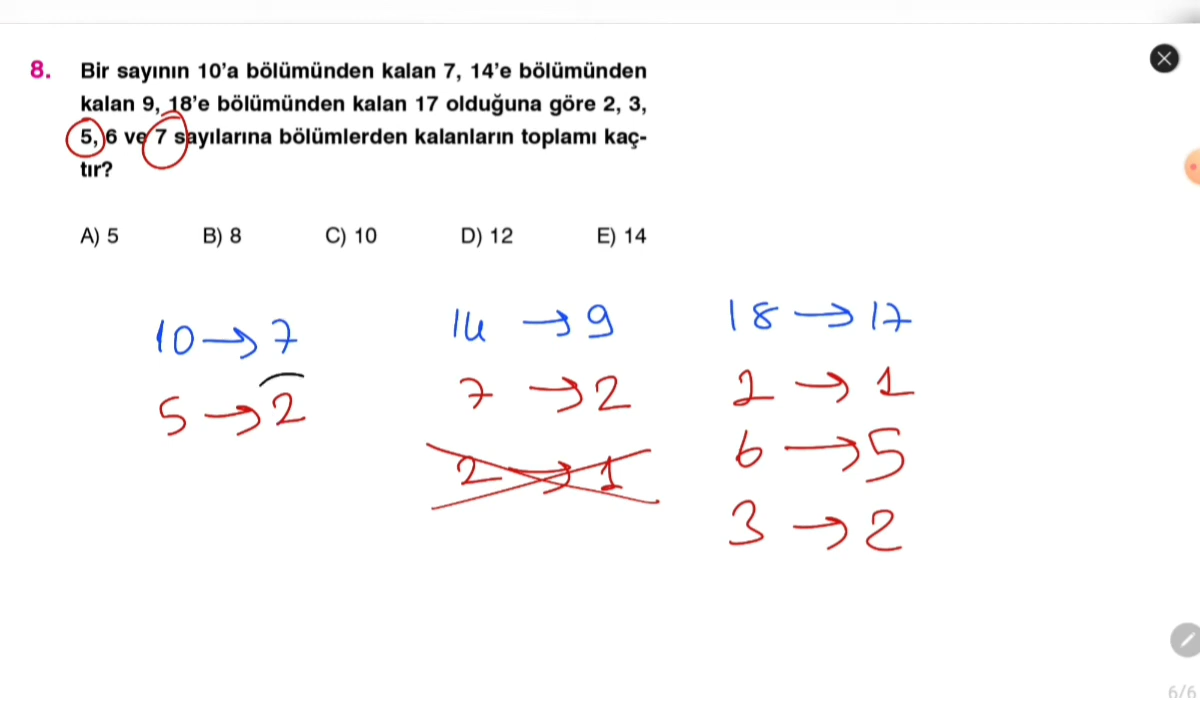 8. Bir sayının 10'a bölümünden kalan 7, 14'e bölümünden
kalan 9, 18'e bölümünden kalan 17 olduğuna göre 2, 3,
5, 6 ve 7 sayılarına bölümlerden kalanların toplamı kaç-
tır?
A) 5 B) 8 C) 10 D) 12 E) 14
10→7 14→9 18→17
5→2 7→2 2→1
2→1 6→5
3→2
6/6